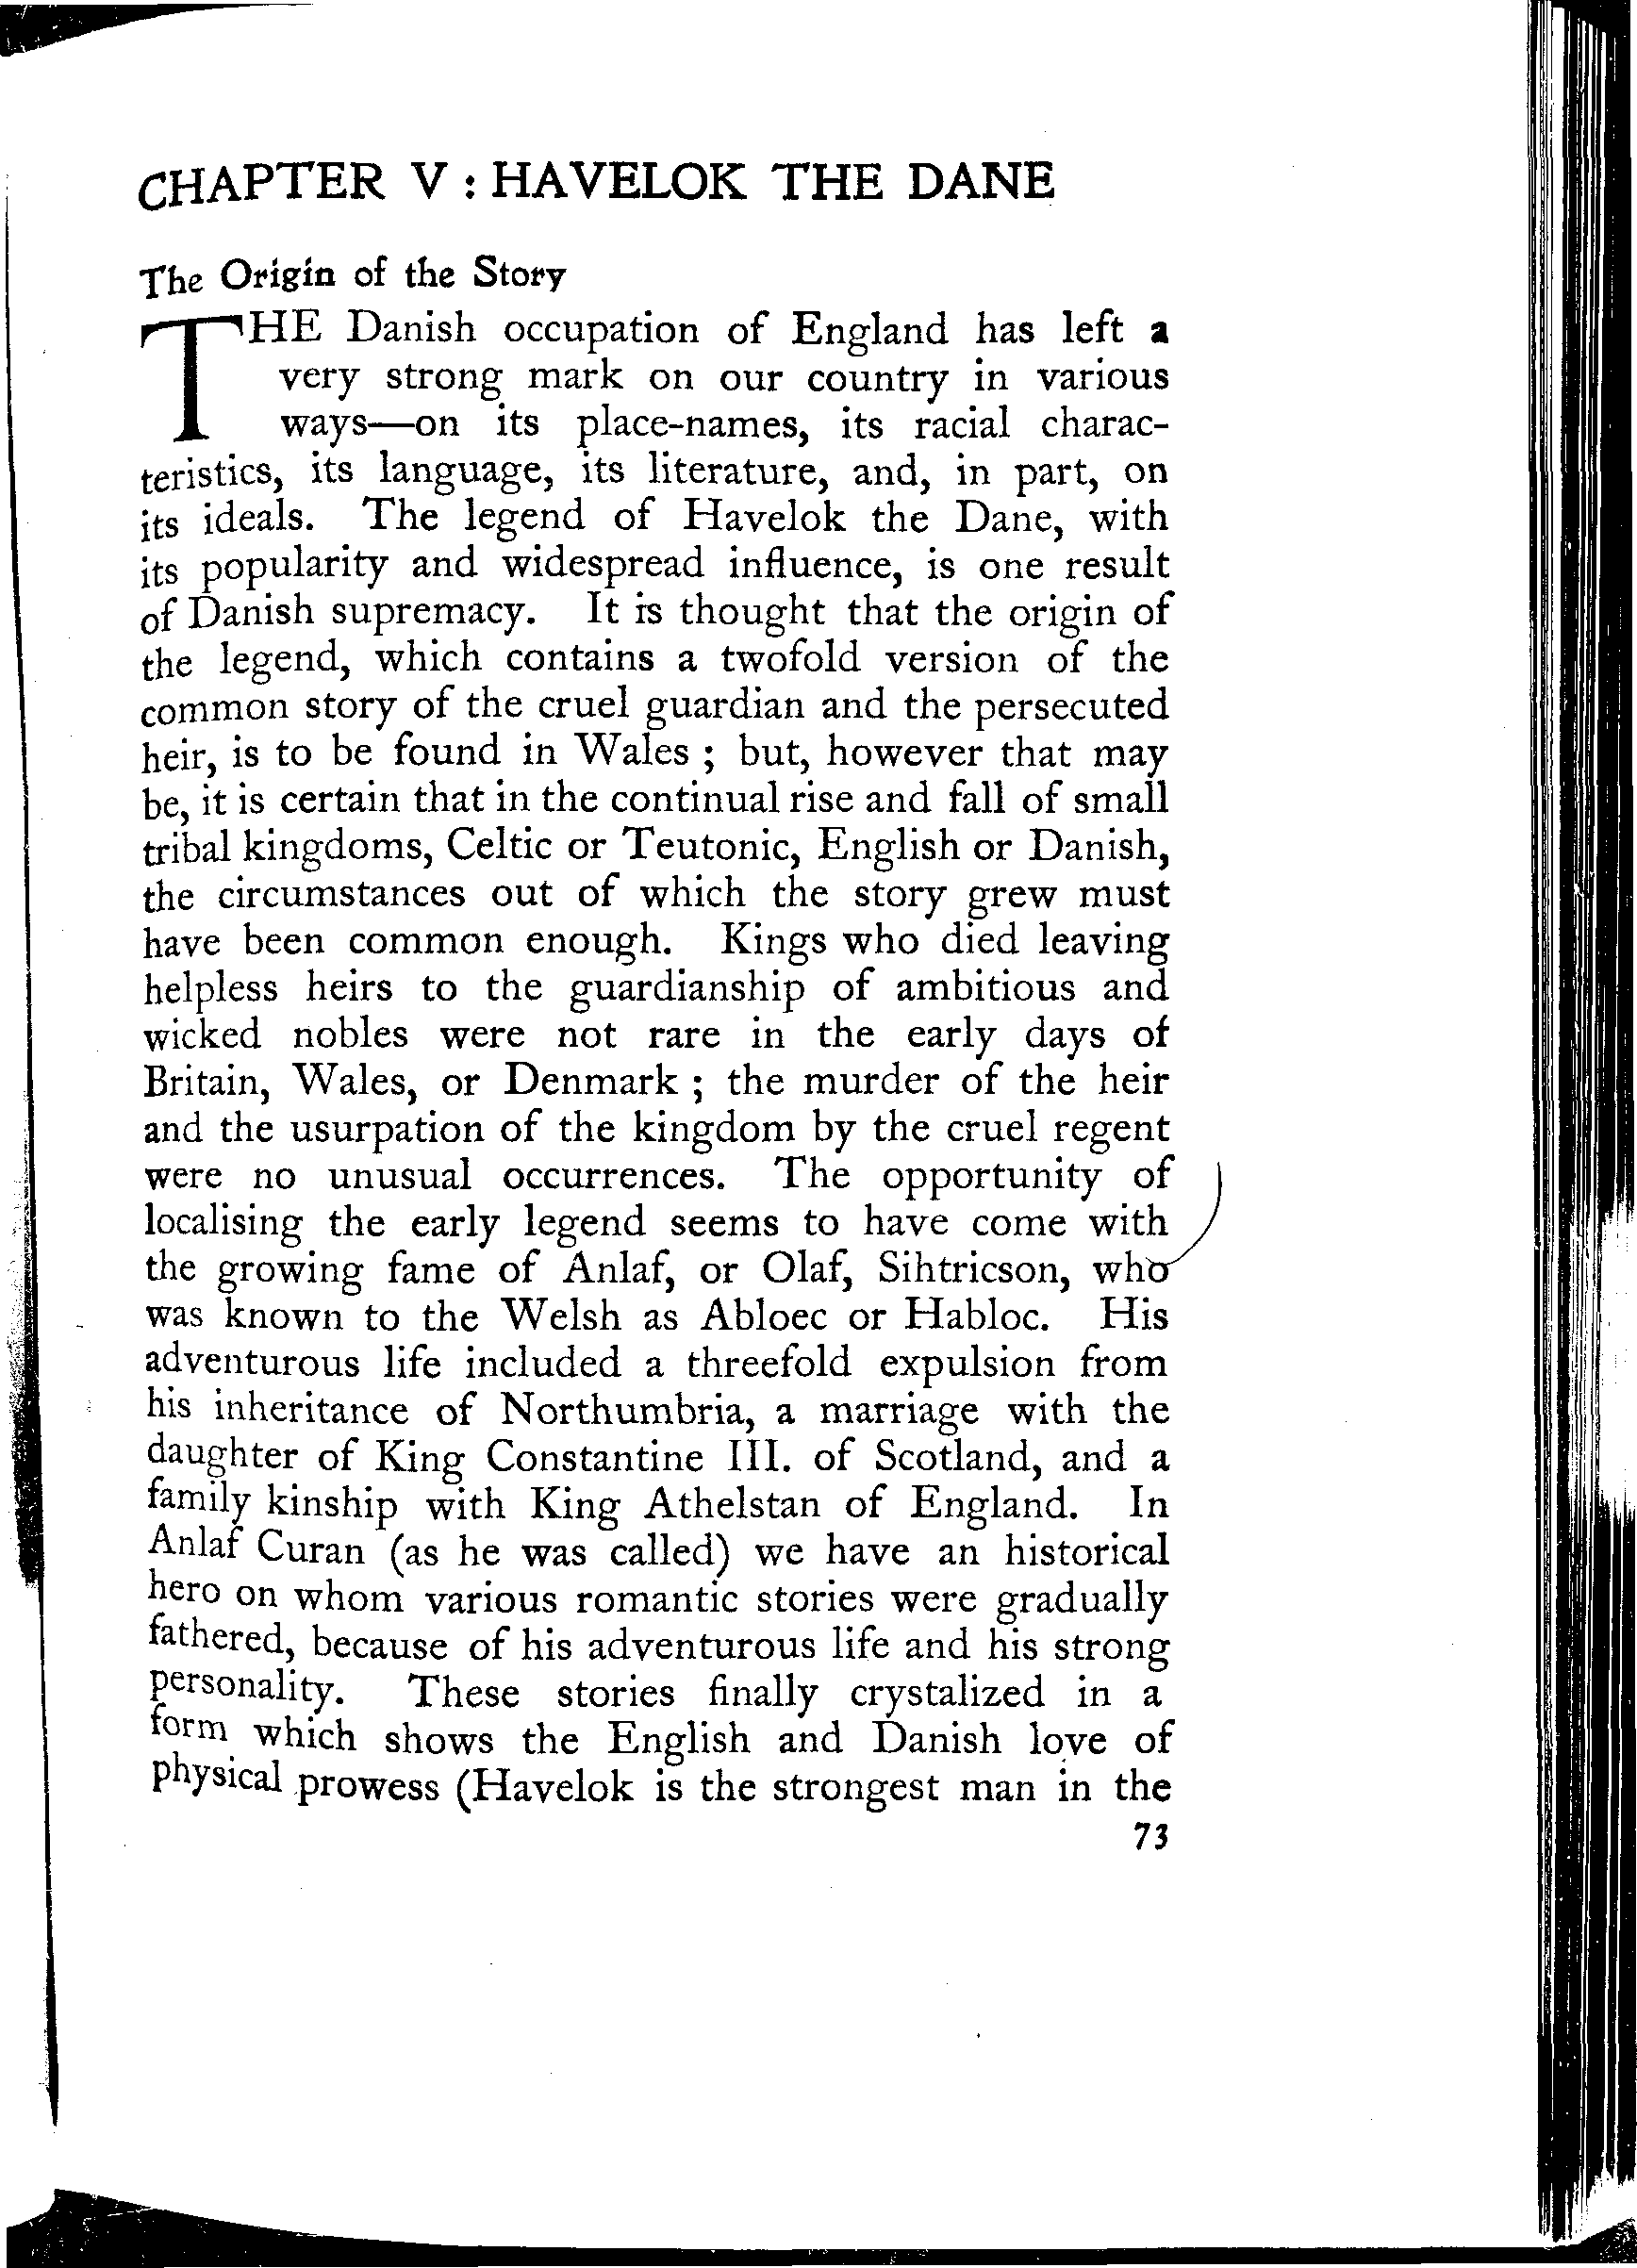 CHAPTER V : HAVELOK THE DANE
The Origin of the Story
THE Danish occupation of England has left a
very strong mark on our country in various
ways—on its place-names, its racial charac-
teristics, its language, its literature, and, in part, on
its ideals. The legend of Havelok the Dane, with
its popularity and widespread influence, is one result
of Danish supremacy. It is thought that the origin of
the legend, which contains a twofold version of the
common story of the cruel guardian and the persecuted
heir, is to be found in Wales ; but, however that may
be, it is certain that in the continual rise and fall of small
tribal kingdoms, Celtic or Teutonic, English or Danish,
the circumstances out of which the story grew must
have been common enough. Kings who died leaving
helpless heirs to the guardianship of ambitious and
wicked nobles were not rare in the early days of
Britain, Wales, or Denmark ; the murder of the heir
and the usurpation of the kingdom by the cruel regent
were no unusual occurrences. The opportunity of
localising the early legend seems to have come with
the growing fame of Anlaf, or Olaf, Sihtricson, who
was known to the Welsh as Abloec or Habloc. His
adventurous life included a threefold expulsion from
his inheritance of Northumbria, a marriage with the
daughter of King Constantine III. of Scotland, and a
family kinship with King Athelstan of England. In
Anlaf Curan (as he was called) we have an historical
hero on whom various romantic stories were gradually
fathered, because of his adventurous life and his strong
personality. These stories finally crystalized in a
form which shows the English and Danish love of
physical prowess (Havelok is the strongest man in the
73